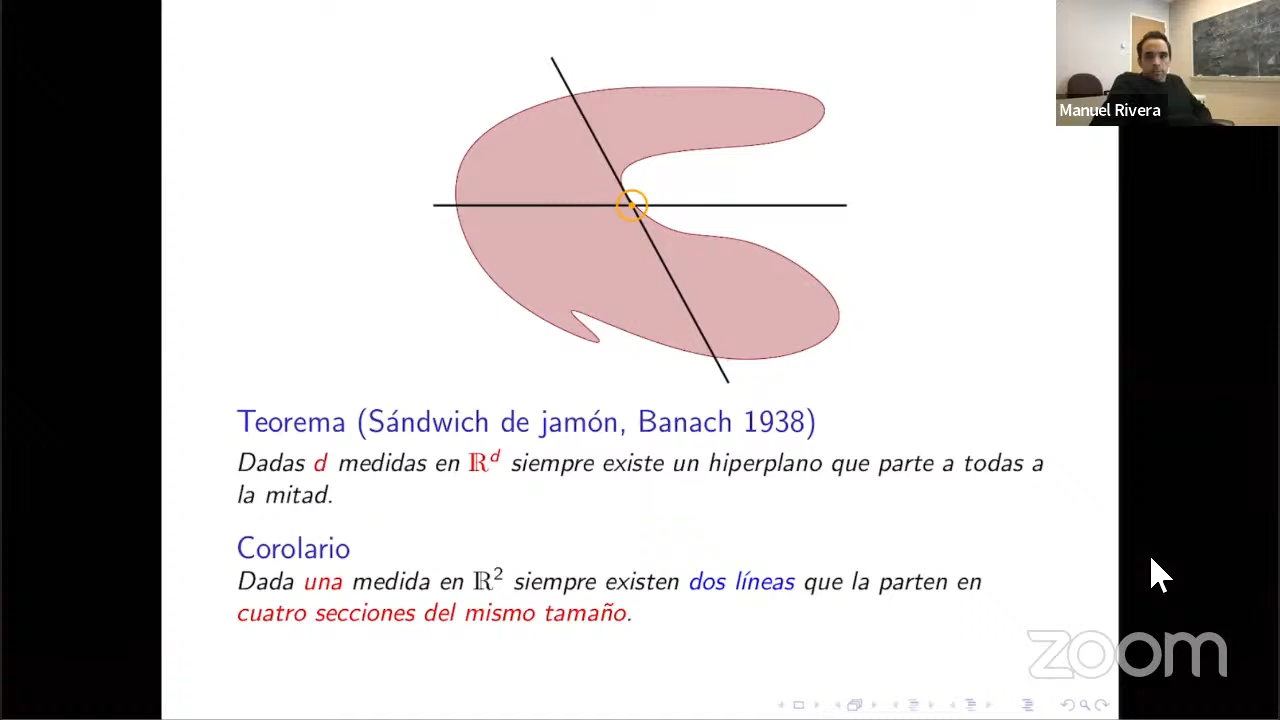 Manuel Rivera
Teorema (Sándwich de jamón, Banach 1938)
Dadas d medidas en ℝᵈ siempre existe un hiperplano que parte a todas a
la mitad.
Corolario
Dada una medida en ℝ² siempre existen dos líneas que la parten en
cuatro secciones del mismo tamaño.
zoom